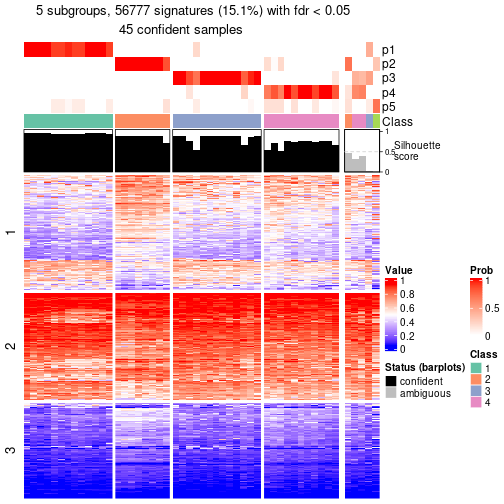 5 subgroups, 56777 signatures (15.1%) with fdr < 0.05
45 confident samples
p1
p2
p3
p4
p5
Class
1
0.5
0
Silhouette
score
1
2
3
Value
1
0.8
0.6
0.4
0.2
0
Status (barplots)
confident
ambiguous
Prob
1
0.5
0
Class
1
2
3
4